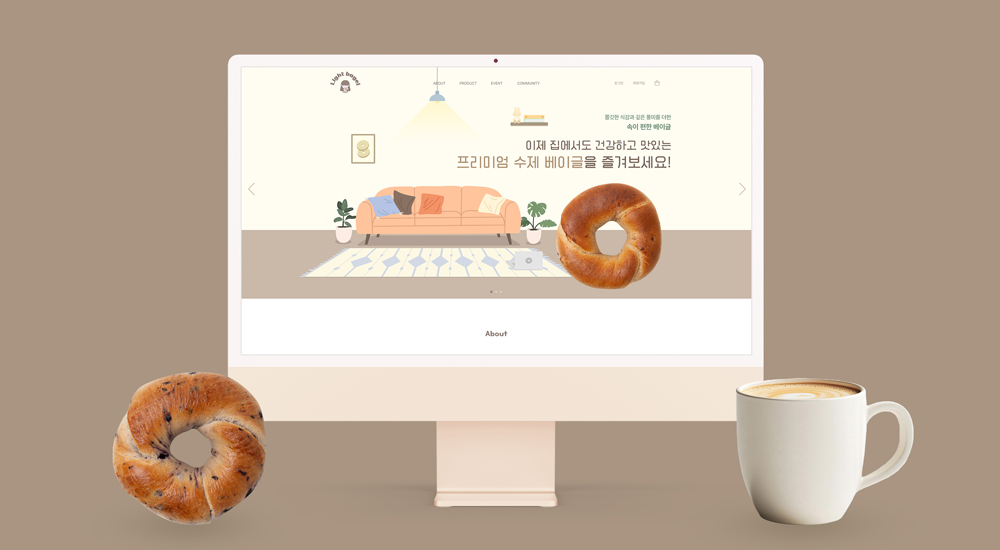 Light bagel
ABOUT PRODUCT EVENT COMMUNITY 로그인 회원가입
쫄깃한 식감과 깊은 풍미를 더한
속이 편한 베이글
이제 집에서도 건강하고 맛있는
프리미엄 수제 베이글을 즐겨보세요!
About